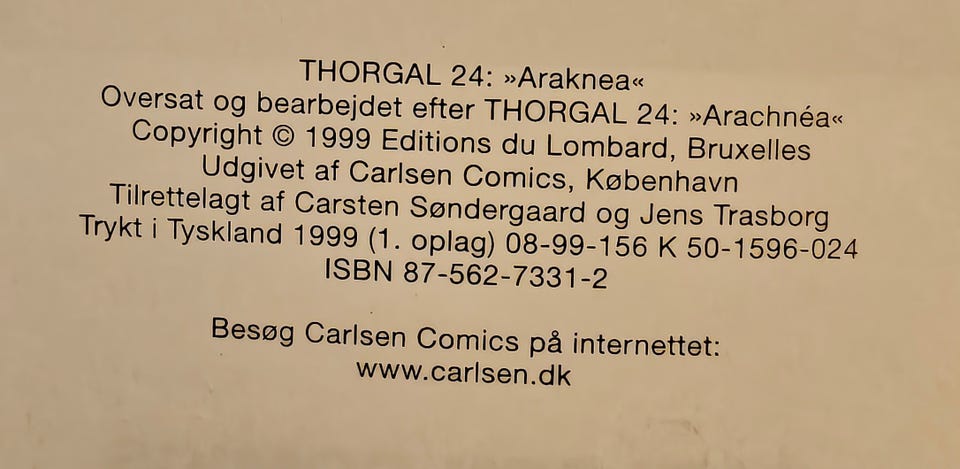 THORGAL 24: »Araknea«
Oversat og bearbejdet efter THORGAL 24: »Arachnéa«
Copyright © 1999 Editions du Lombard, Bruxelles
Udgivet af Carlsen Comics, København
Tilrettelagt af Carsten Søndergaard og Jens Trasborg
Trykt i Tyskland 1999 (1. oplag) 08-99-156 K 50-1596-024
ISBN 87-562-7331-2
Besøg Carlsen Comics på internettet:
www.carlsen.dk